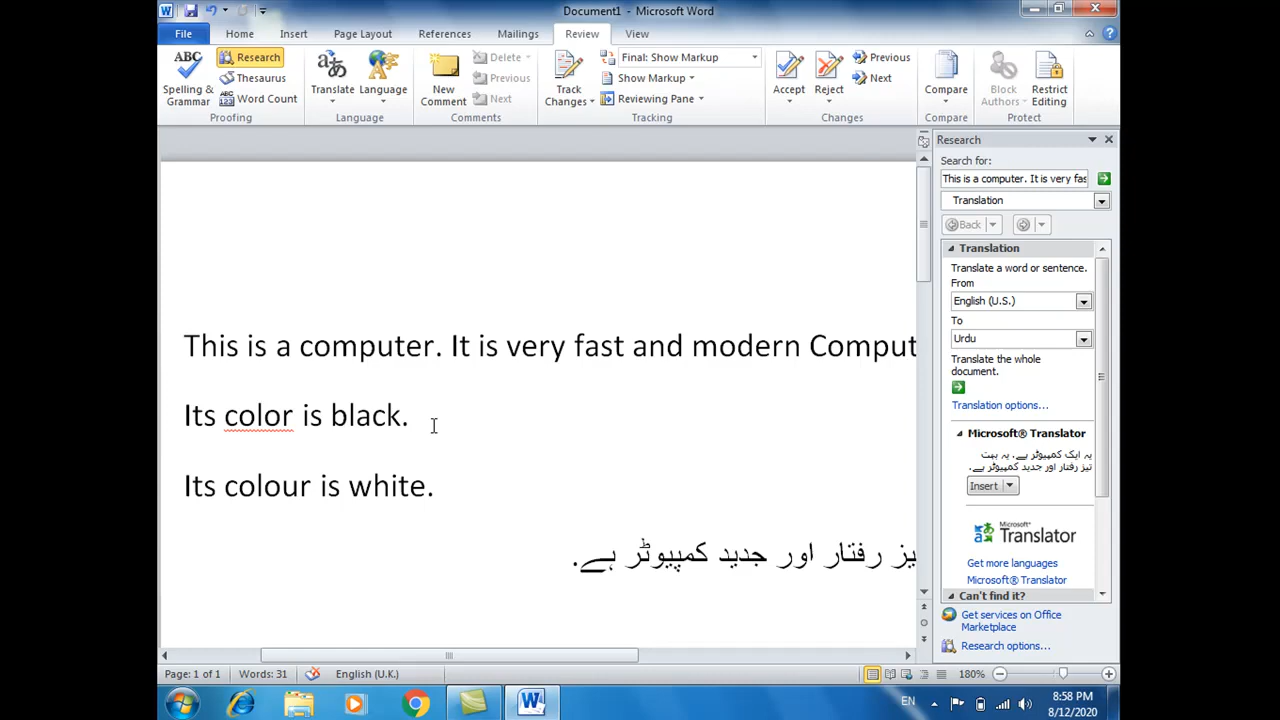 Document1 - Microsoft Word
File Home Insert Page Layout References Mailings Review View
ABC Spelling & Grammar
Research
Thesaurus
Word Count
Proofing
Translate
Language
Language
New Comment
Delete
Previous
Next
Comments
Track Changes
Final: Show Markup
Show Markup
Reviewing Pane
Tracking
Accept
Reject
Previous
Next
Changes
Compare
Compare
Block Authors
Restrict Editing
Protect
This is a computer. It is very fast and modern Comput
Its color is black.
Its colour is white.
یز رفتار اور جدید کمپیوٹر ہے.
Research
Search for:
This is a computer. It is very fas
Translation
Back
Translation
Translate a word or sentence.
From
English (U.S.)
To
Urdu
Translate the whole
document.
Translation options...
Microsoft® Translator
یہ ایک کمپیوٹر ہے. یہ بہت
تیز رفتار اور جدید کمپیوٹر ہے.
Insert
Microsoft®
Translator
Get more languages
Microsoft® Translator
Can't find it?
Get services on Office
Marketplace
Research options...
Page: 1 of 1 Words: 31 English (U.K.) 180%
EN 8:58 PM
8/12/2020